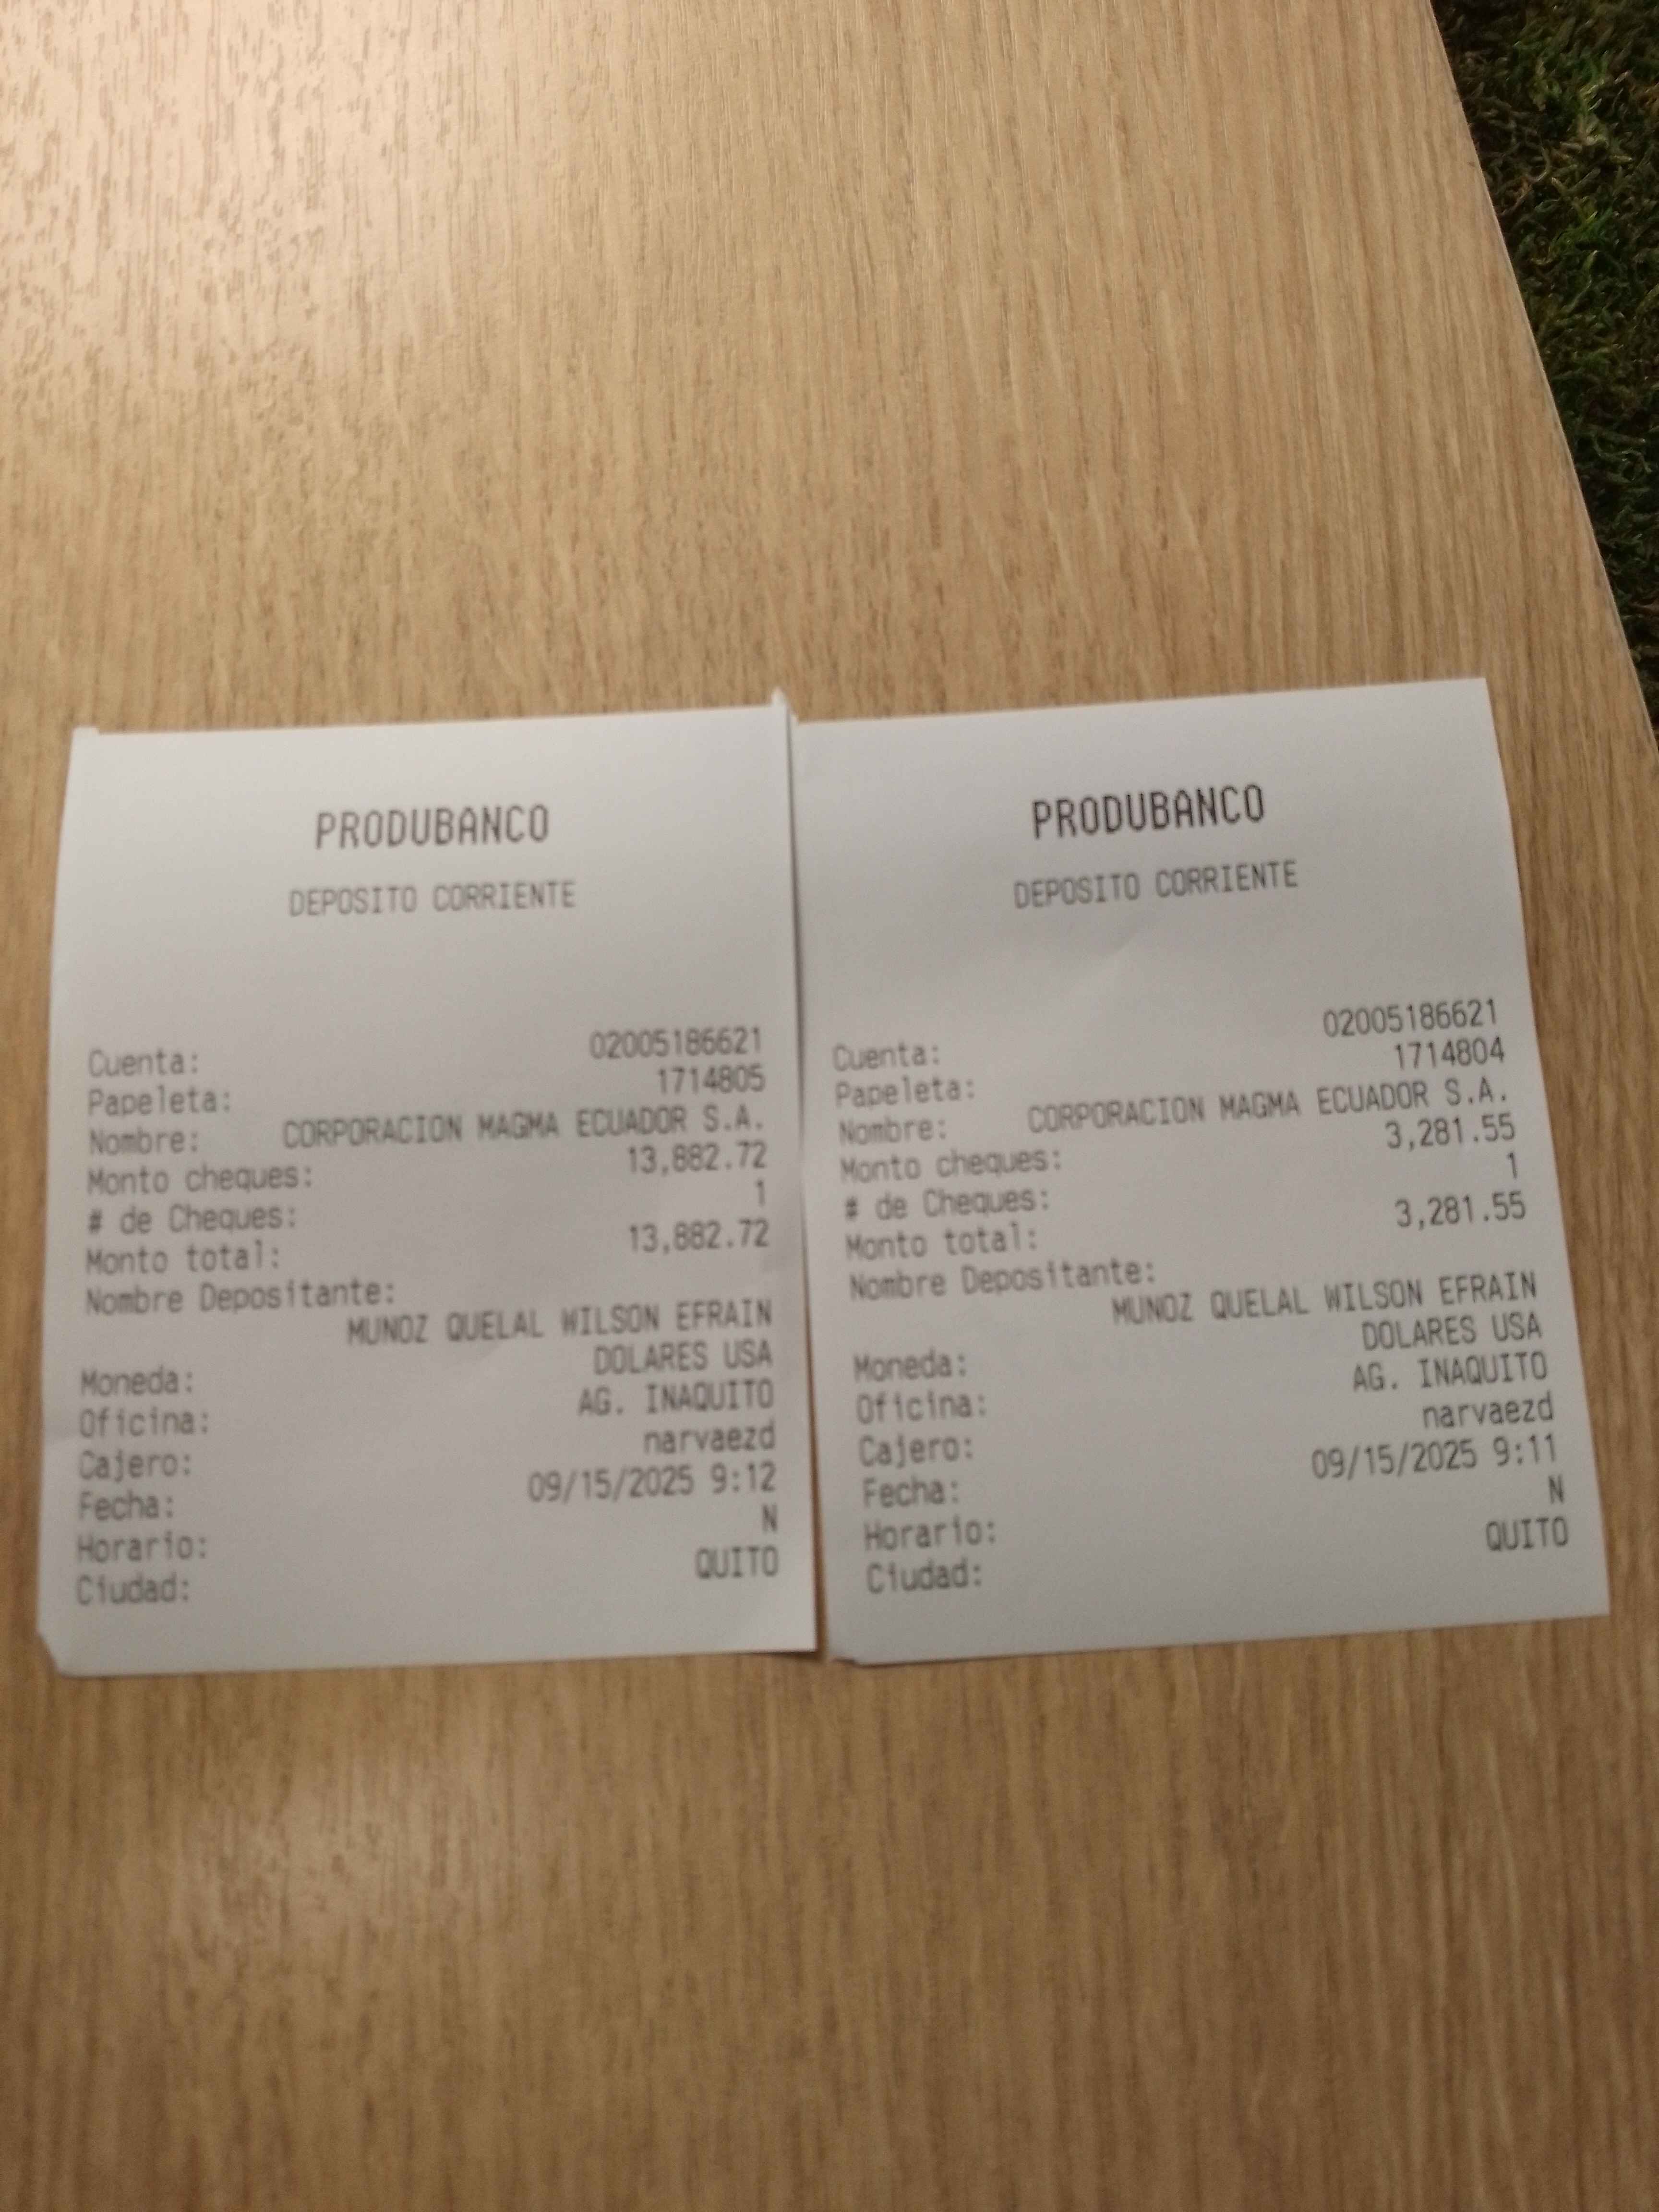 PRODUBANCO
DEPOSITO CORRIENTE
Cuenta: 02005186621
Papeleta: 1714805
Nombre: CORPORACION MAGMA ECUADOR S.A.
Monto cheques: 13,882.72
# de Cheques: 1
Monto total: 13,882.72
Nombre Depositante:
MUNOZ QUELAL WILSON EFRAIN
Moneda: DOLARES USA
Oficina: AG. INAQUITO
Cajero: narvaezd
Fecha: 09/15/2025 9:12
Horario: N
Ciudad: QUITO
PRODUBANCO
DEPOSITO CORRIENTE
Cuenta: 02005186621
Papeleta: 1714804
Nombre: CORPORACION MAGMA ECUADOR S.A.
Monto cheques: 3,281.55
# de Cheques: 1
Monto total: 3,281.55
Nombre Depositante:
MUNOZ QUELAL WILSON EFRAIN
Moneda: DOLARES USA
Oficina: AG. INAQUITO
Cajero: narvaezd
Fecha: 09/15/2025 9:11
Horario: N
Ciudad: QUITO